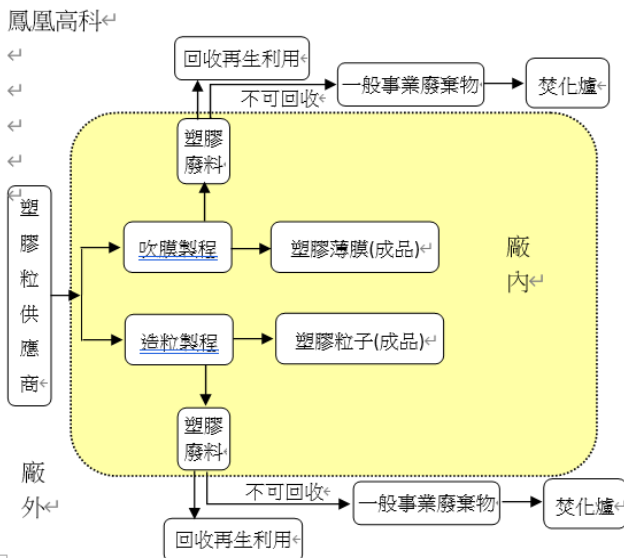 鳳凰高科
回收再生利用
一般事業廢棄物
焚化爐
不可回收
塑膠
廢料
塑膠粒供應商
吹膜製程
塑膠薄膜(成品)
廠內
造粒製程
塑膠粒子(成品)
塑膠
廢料
廠外
不可回收
一般事業廢棄物
焚化爐
回收再生利用